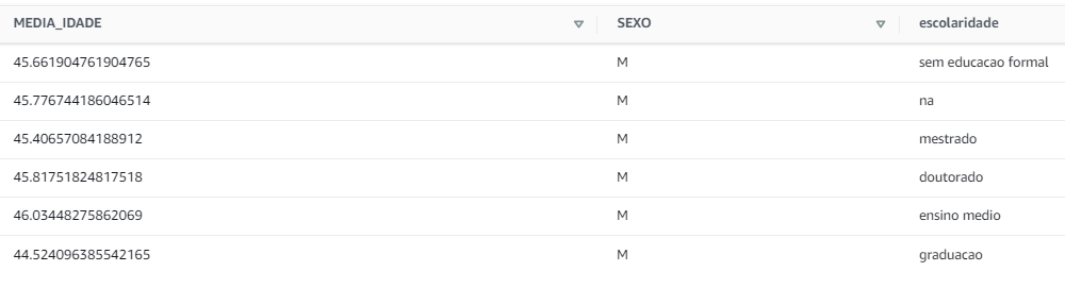 MEDIA_IDADE SEXO escolaridade
45.661904761904765 M sem educacao formal
45.776744186046514 M na
45.40657084188912 M mestrado
45.81751824817518 M doutorado
46.03448275862069 M ensino medio
44.524096385542165 M graduacao